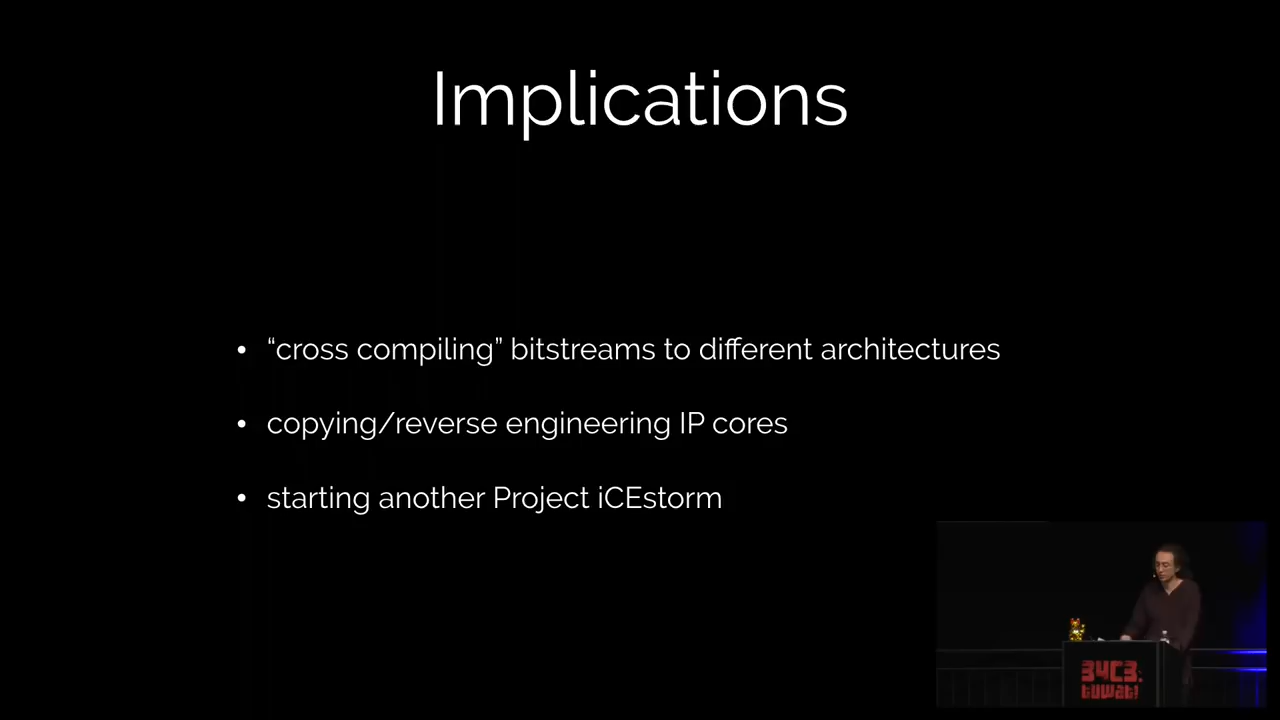 Implications
• “cross compiling” bitstreams to different architectures
• copying/reverse engineering IP cores
• starting another Project iCEstorm
34C3.
tuwat!